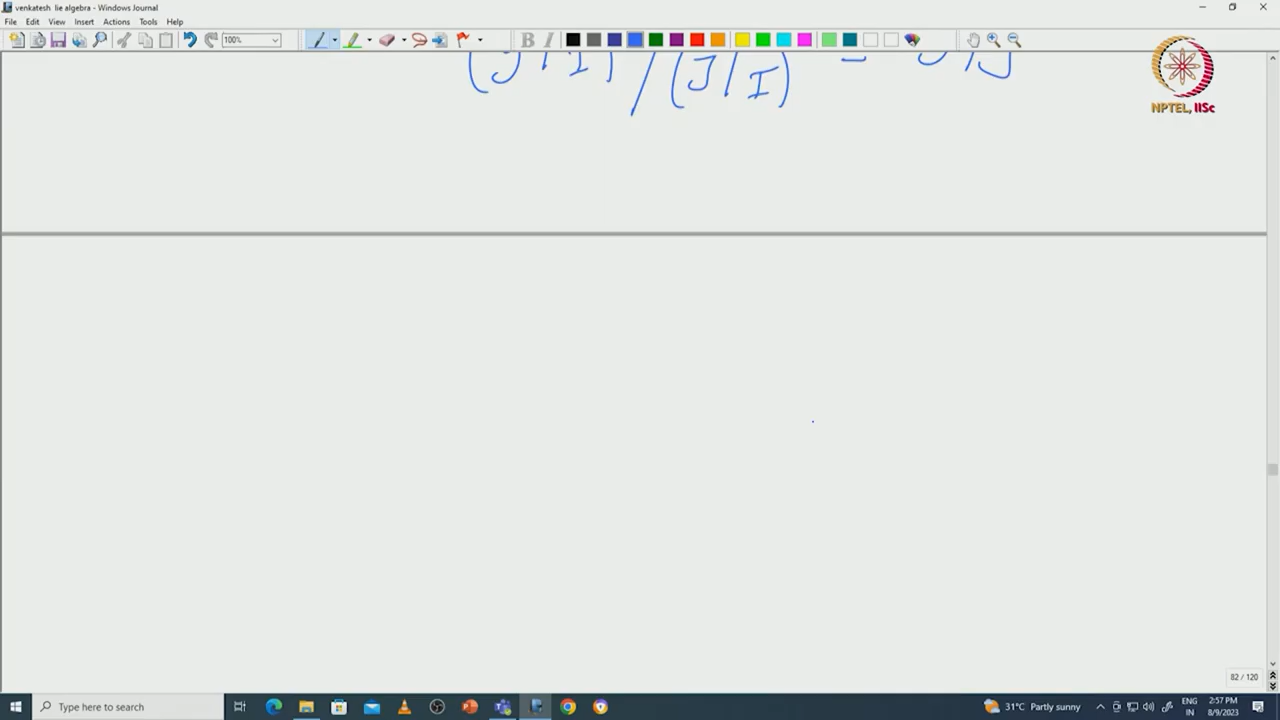 venkatesh lie algebra - Windows Journal
File Edit View Insert Actions Tools Help
100% B I
NPTEL, IISc
/ (J/I) =
82 / 120
Type here to search
31°C Partly sunny
ENG
IN
2:57 PM
8/9/2023